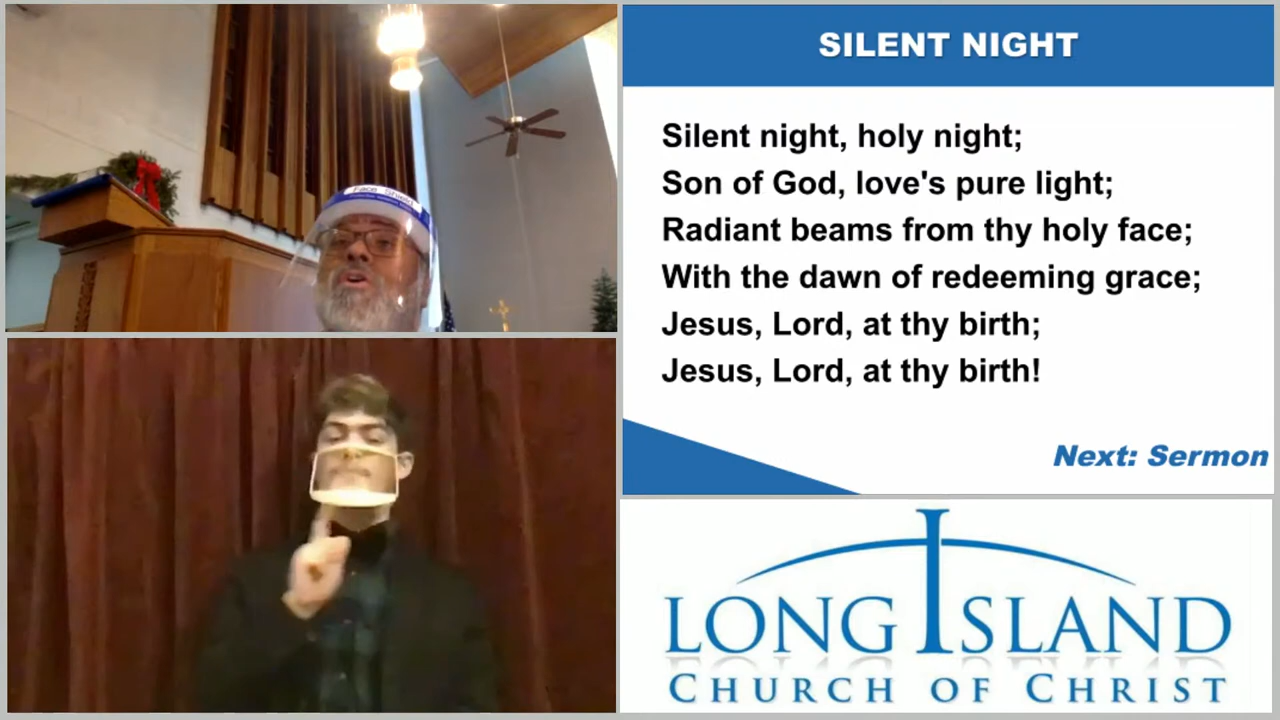 Face Shield
SILENT NIGHT
Silent night, holy night;
Son of God, love's pure light;
Radiant beams from thy holy face;
With the dawn of redeeming grace;
Jesus, Lord, at thy birth;
Jesus, Lord, at thy birth!
Next: Sermon
LONG ISLAND
CHURCH OF CHRIST